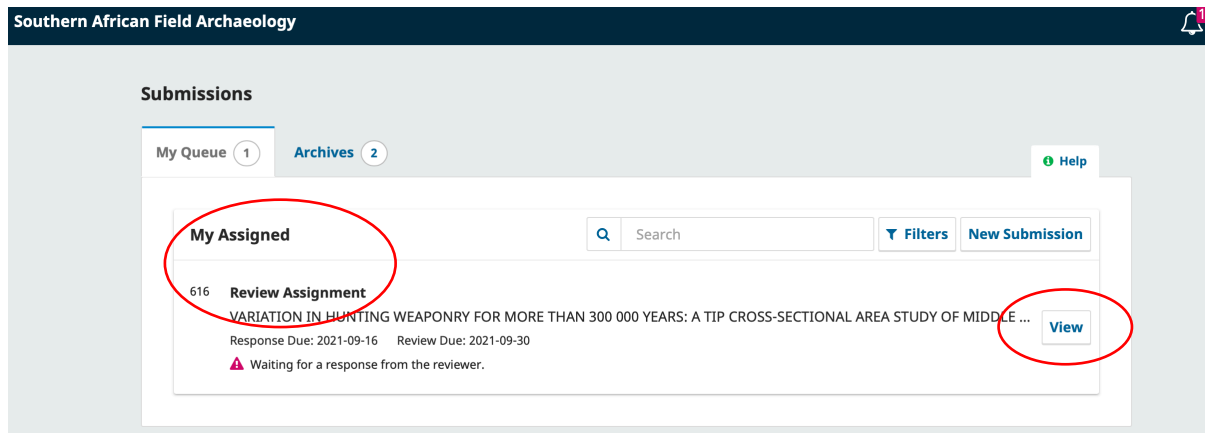 Southern African Field Archaeology
1
Submissions
My Queue 1 Archives 2
Help
My Assigned Search Filters New Submission
616 Review Assignment
VARIATION IN HUNTING WEAPONRY FOR MORE THAN 300 000 YEARS: A TIP CROSS-SECTIONAL AREA STUDY OF MIDDLE ...
View
Response Due: 2021-09-16 Review Due: 2021-09-30
Waiting for a response from the reviewer.